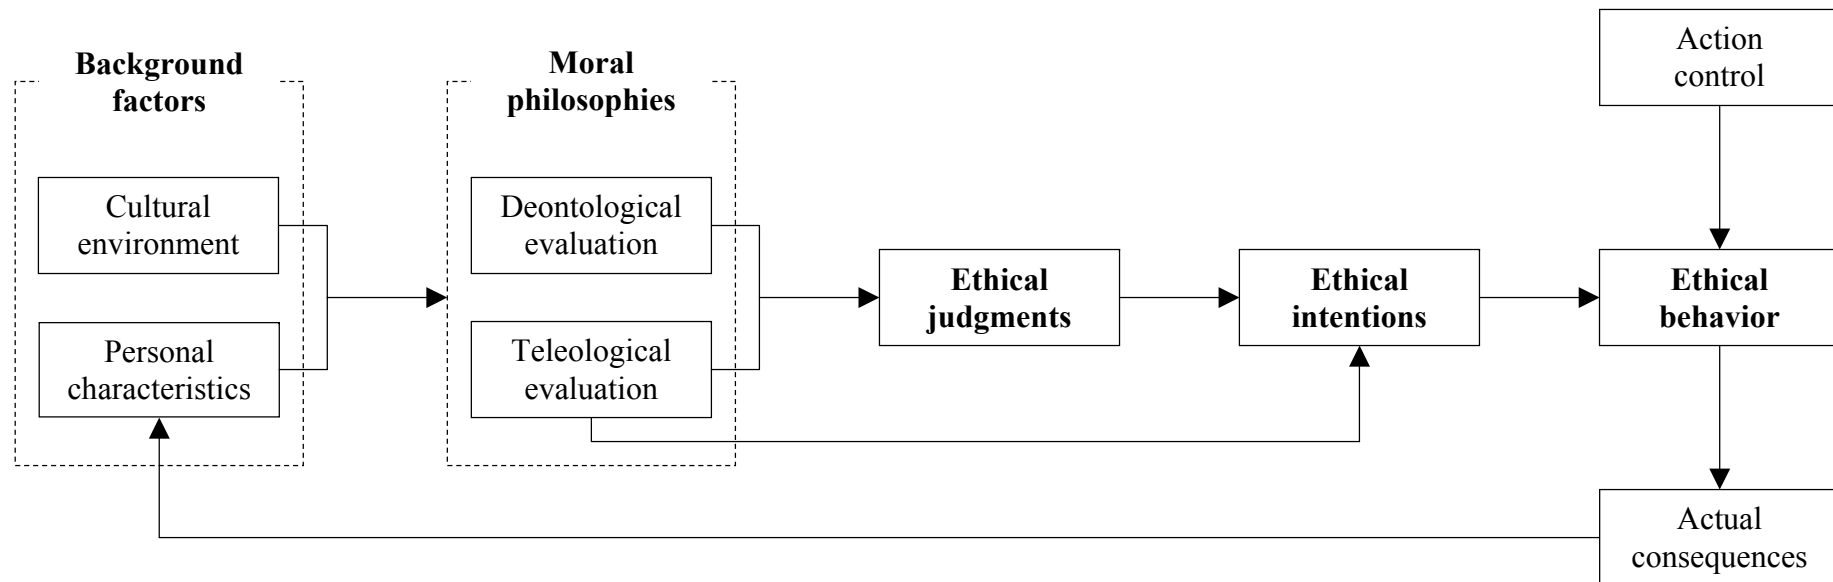 Background
factors
Cultural
environment
Personal
characteristics
Moral
philosophies
Deontological
evaluation
Teleological
evaluation
Ethical
judgments
Ethical
intentions
Action
control
Ethical
behavior
Actual
consequences